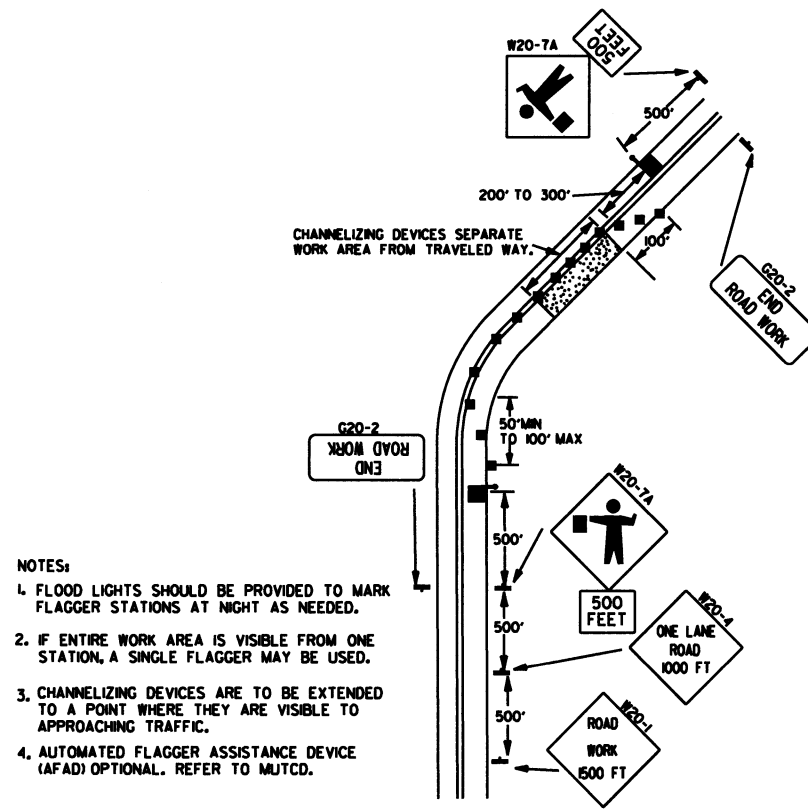 W20-7A
500
FEET
500'
200' TO 300'
CHANNELIZING DEVICES SEPARATE
WORK AREA FROM TRAVELED WAY.
100'
G20-2
END
ROAD WORK
50'MIN
TO 100' MAX
G20-2
END
ROAD WORK
W20-7A
500'
500
FEET
500'
W20-4
ONE LANE
ROAD
1000 FT
500'
W20-1
ROAD
WORK
1500 FT
NOTES:
1. FLOOD LIGHTS SHOULD BE PROVIDED TO MARK
FLAGGER STATIONS AT NIGHT AS NEEDED.
2. IF ENTIRE WORK AREA IS VISIBLE FROM ONE
STATION, A SINGLE FLAGGER MAY BE USED.
3. CHANNELIZING DEVICES ARE TO BE EXTENDED
TO A POINT WHERE THEY ARE VISIBLE TO
APPROACHING TRAFFIC.
4. AUTOMATED FLAGGER ASSISTANCE DEVICE
(AFAD) OPTIONAL. REFER TO MUTCD.